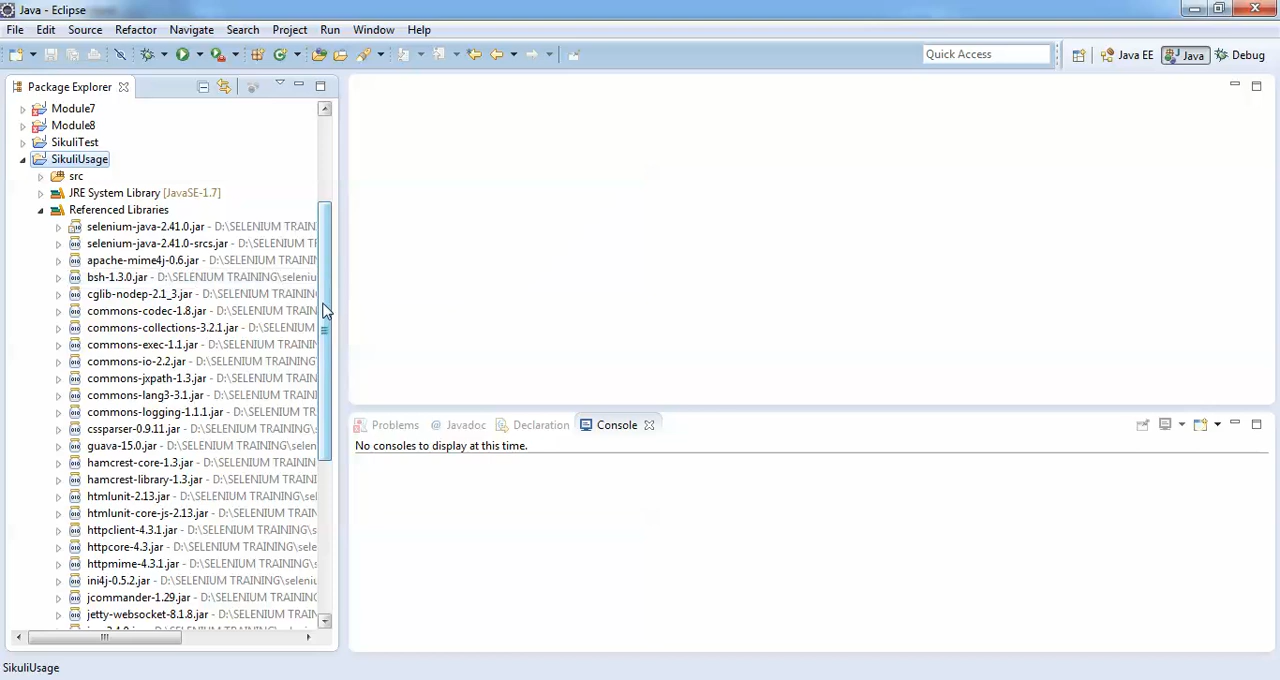 Java - Eclipse
File Edit Source Refactor Navigate Search Project Run Window Help
Quick Access Java EE Java Debug
Package Explorer
Module7
Module8
SikuliTest
SikuliUsage
src
JRE System Library [JavaSE-1.7]
Referenced Libraries
selenium-java-2.41.0.jar - D:\SELENIUM TRAIN
selenium-java-2.41.0-srcs.jar - D:\SELENIUM T
apache-mime4j-0.6.jar - D:\SELENIUM TRAININ
bsh-1.3.0.jar - D:\SELENIUM TRAINING\seleniu
cglib-nodep-2.1_3.jar - D:\SELENIUM TRAINING
commons-codec-1.8.jar - D:\SELENIUM TRAINI
commons-collections-3.2.1.jar - D:\SELENIUM
commons-exec-1.1.jar - D:\SELENIUM TRAININ
commons-io-2.2.jar - D:\SELENIUM TRAINING\
commons-jxpath-1.3.jar - D:\SELENIUM TRAIN
commons-lang3-3.1.jar - D:\SELENIUM TRAINI
commons-logging-1.1.1.jar - D:\SELENIUM TR
cssparser-0.9.11.jar - D:\SELENIUM TRAINING\
guava-15.0.jar - D:\SELENIUM TRAINING\selen
hamcrest-core-1.3.jar - D:\SELENIUM TRAININ
hamcrest-library-1.3.jar - D:\SELENIUM TRAINI
htmlunit-2.13.jar - D:\SELENIUM TRAINING\sel
htmlunit-core-js-2.13.jar - D:\SELENIUM TRAIN
httpclient-4.3.1.jar - D:\SELENIUM TRAINING\s
httpcore-4.3.jar - D:\SELENIUM TRAINING\sele
httpmime-4.3.1.jar - D:\SELENIUM TRAINING\
ini4j-0.5.2.jar - D:\SELENIUM TRAINING\seleniu
jcommander-1.29.jar - D:\SELENIUM TRAINING
jetty-websocket-8.1.8.jar - D:\SELENIUM TRAIN
Problems Javadoc Declaration Console
No consoles to display at this time.
SikuliUsage